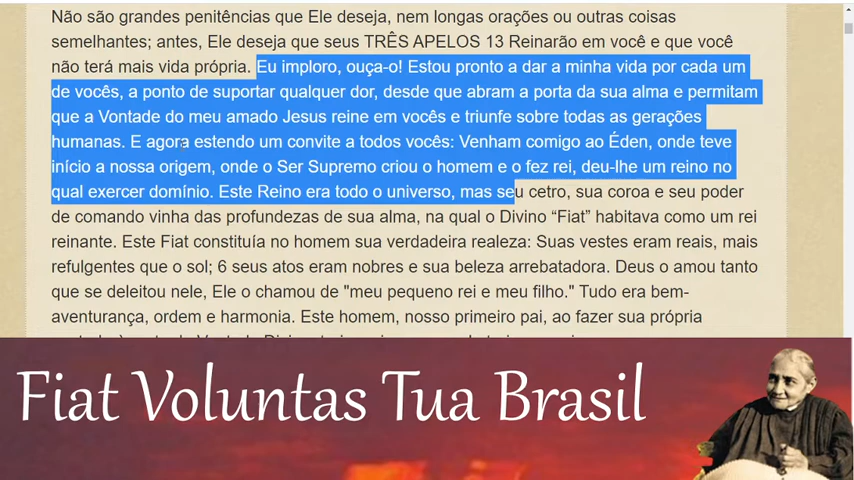 Não são grandes penitências que Ele deseja, nem longas orações ou outras coisas
semelhantes; antes, Ele deseja que seus TRÊS APELOS 13 Reinarão em você e que você
não terá mais vida própria. Eu imploro, ouça-o! Estou pronto a dar a minha vida por cada um
de vocês, a ponto de suportar qualquer dor, desde que abram a porta da sua alma e permitam
que a Vontade do meu amado Jesus reine em vocês e triunfe sobre todas as gerações
humanas. E agora estendo um convite a todos vocês: Venham comigo ao Éden, onde teve
início a nossa origem, onde o Ser Supremo criou o homem e o fez rei, deu-lhe um reino no
qual exercer domínio. Este Reino era todo o universo, mas seu cetro, sua coroa e seu poder
de comando vinha das profundezas de sua alma, na qual o Divino “Fiat” habitava como um rei
reinante. Este Fiat constituía no homem sua verdadeira realeza: Suas vestes eram reais, mais
refulgentes que o sol; 6 seus atos eram nobres e sua beleza arrebatadora. Deus o amou tanto
que se deleitou nele, Ele o chamou de "meu pequeno rei e meu filho." Tudo era bem-
aventurança, ordem e harmonia. Este homem, nosso primeiro pai, ao fazer sua própria
Fiat Voluntas Tua Brasil